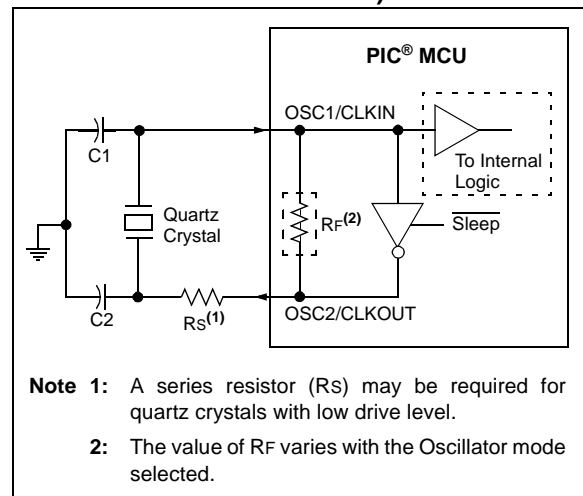 PIC® MCU
OSC1/CLKIN
C1
To Internal
Logic
Quartz
Crystal
RF(2)
Sleep
C2
RS(1)
OSC2/CLKOUT
Note 1: A series resistor (RS) may be required for
quartz crystals with low drive level.
2: The value of RF varies with the Oscillator mode
selected.